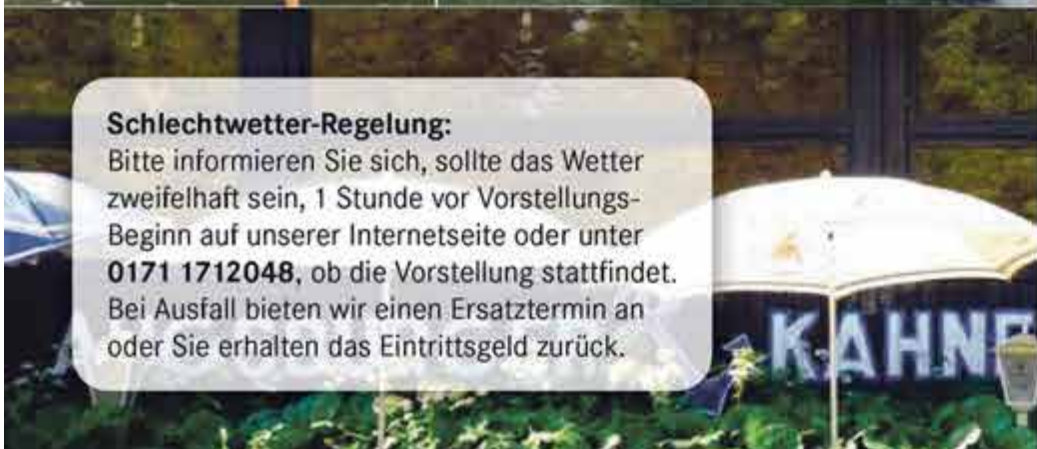 Schlechtwetter-Regelung:
Bitte informieren Sie sich, sollte das Wetter
zweifelhaft sein, 1 Stunde vor Vorstellungs-
Beginn auf unserer Internetseite oder unter
0171 1712048, ob die Vorstellung stattfindet.
Bei Ausfall bieten wir einen Ersatztermin an
oder Sie erhalten das Eintrittsgeld zurück.